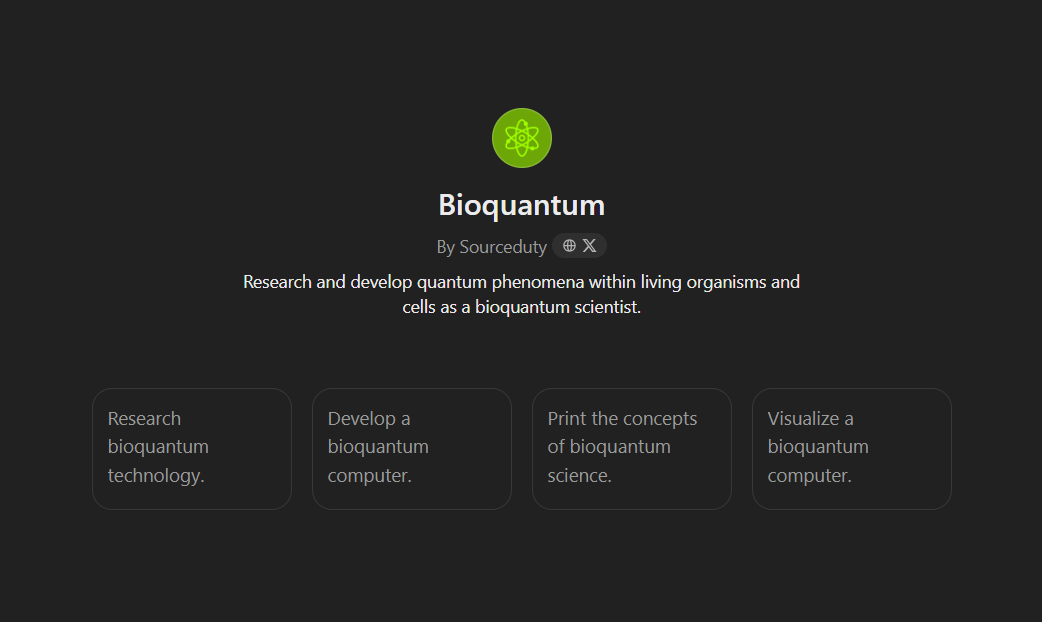 Bioquantum
By Sourceduty
Research and develop quantum phenomena within living organisms and
cells as a bioquantum scientist.
Research
bioquantum
technology.
Develop a
bioquantum
computer.
Print the concepts
of bioquantum
science.
Visualize a
bioquantum
computer.